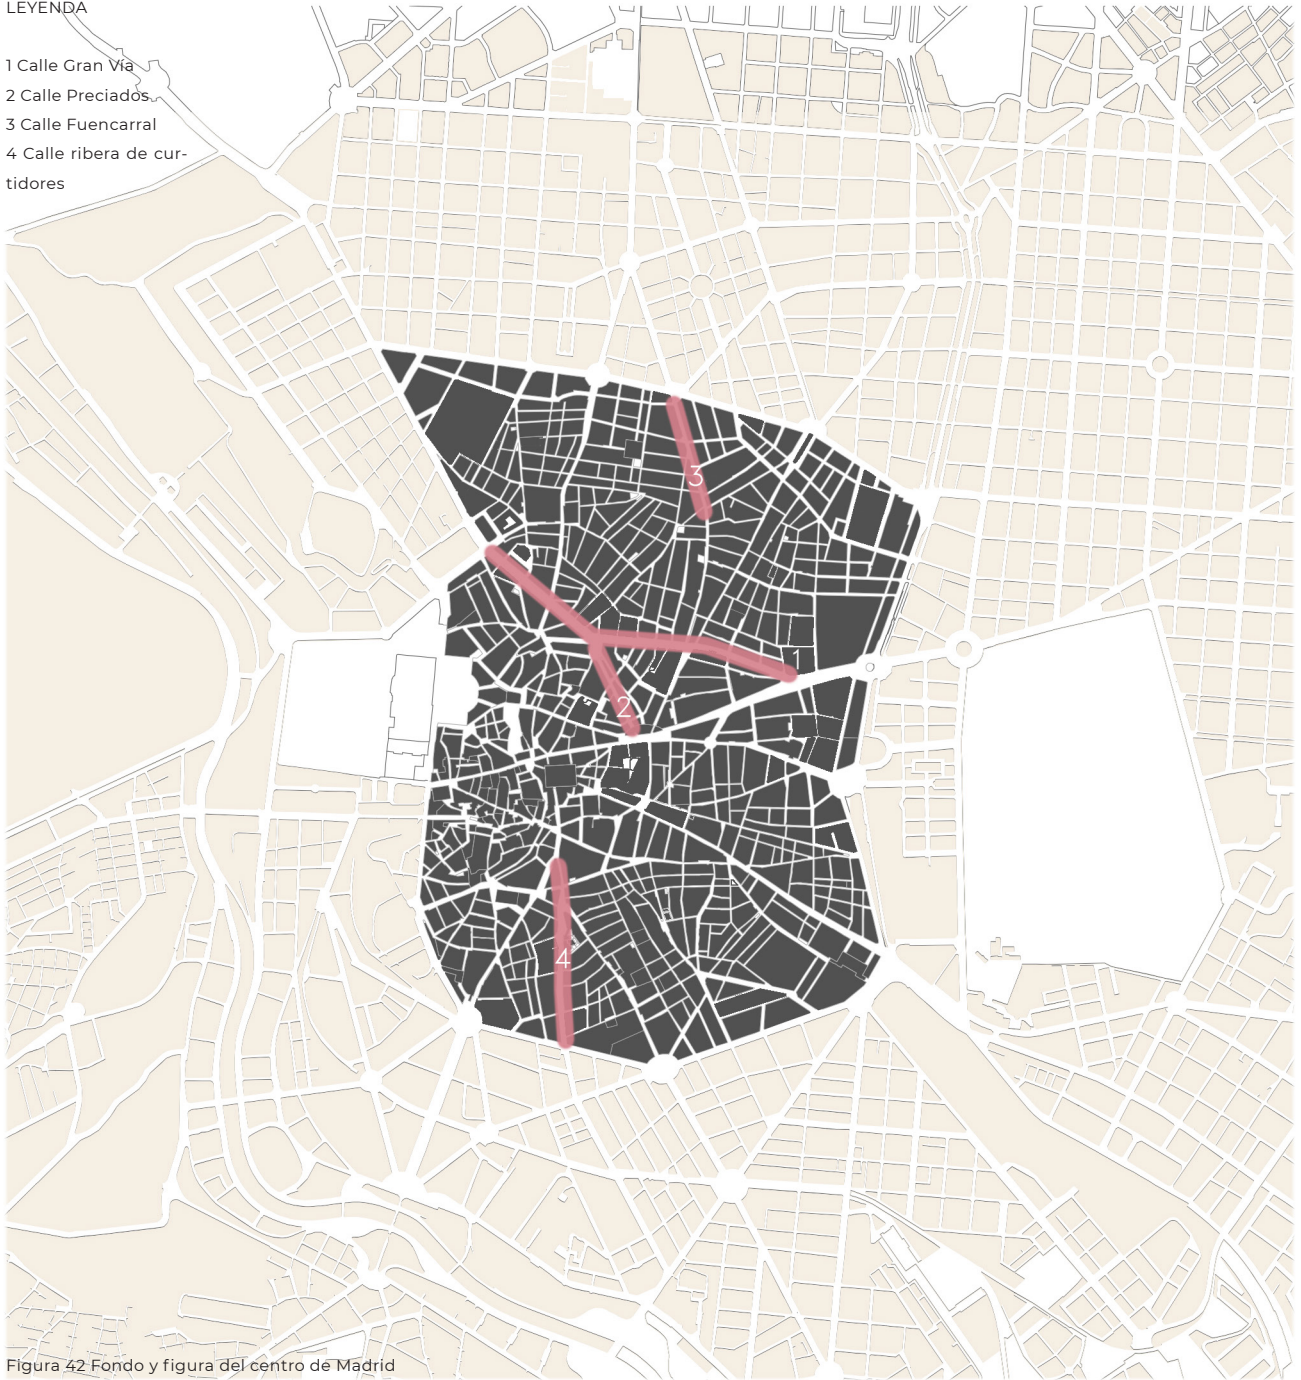 LEYENDA
1 Calle Gran Vía
2 Calle Preciados
3 Calle Fuencarral
4 Calle ribera de cur-
tidores
3
1
2
4
Figura 42 Fondo y figura del centro de Madrid